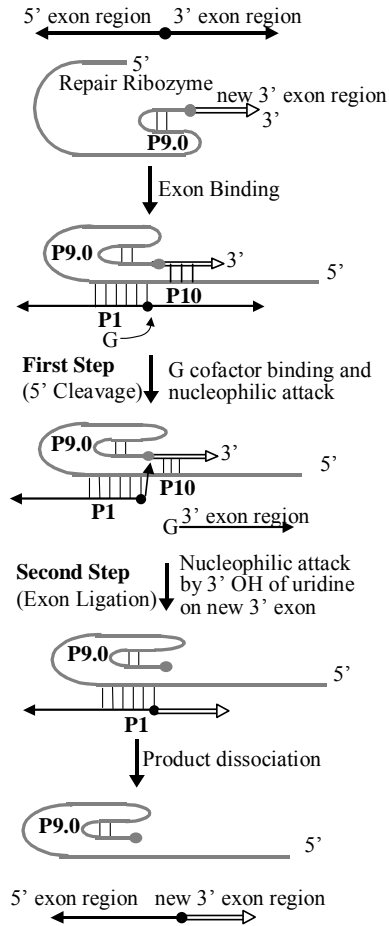 5’ exon region 3’ exon region
5’
Repair Ribozyme
new 3’ exon region
3’
P9.0
Exon Binding
P9.0
3’
5’
P10
P1
G
First Step
(5’ Cleavage)
G cofactor binding and
nucleophilic attack
P9.0
3’
5’
P10
P1
G 3’ exon region
Second Step
(Exon Ligation)
Nucleophilic attack
by 3’ OH of uridine
on new 3’ exon
P9.0
5’
P1
Product dissociation
P9.0
5’
5’ exon region new 3’ exon region